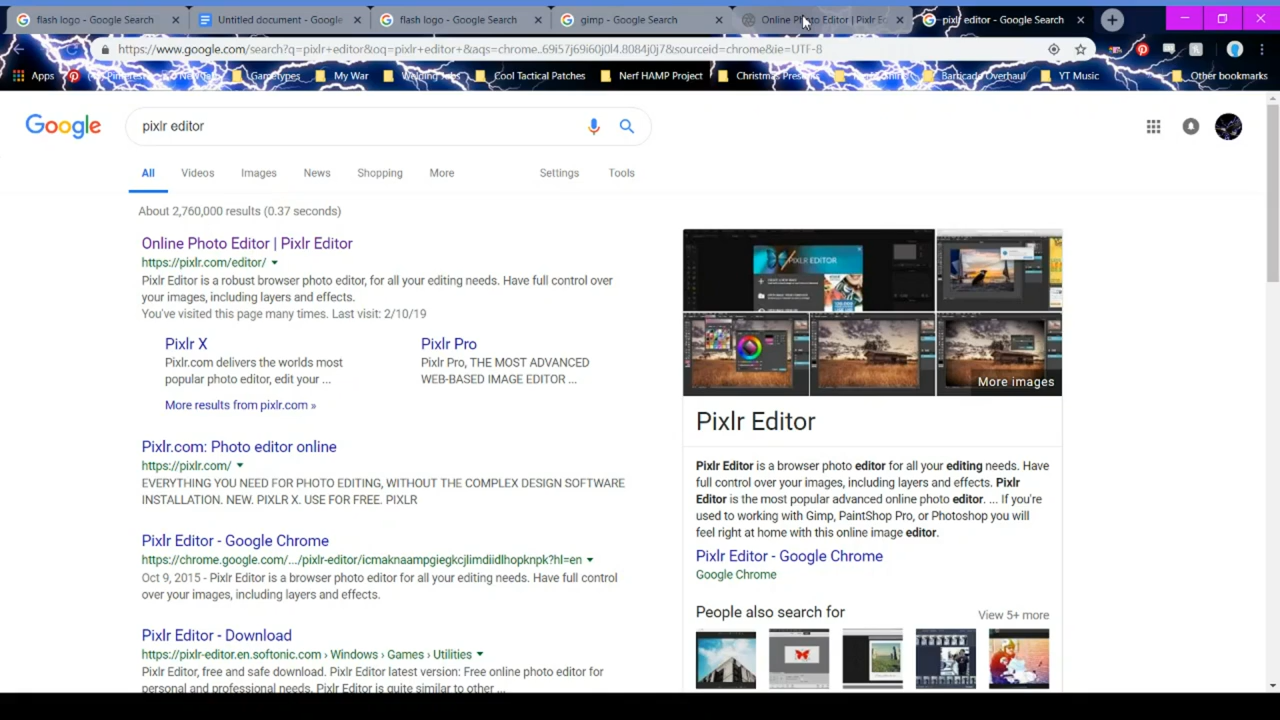 flash logo - Google Search
Untitled document - Google
flash logo - Google Search
gimp - Google Search
Online Photo Editor | Pixlr Ed
pixlr editor - Google Search
https://www.google.com/search?q=pixlr+editor&oq=pixlr+editor+&aqs=chrome..69i57j69i60j0l4.8084j0j7&sourceid=chrome&ie=UTF-8
Apps
Gametypes
My War
Welding Jobs
Cool Tactical Patches
Nerf HAMP Project
Christmas Presents
Barricade Overhaul
YT Music
Other bookmarks
Google
pixlr editor
All Videos Images News Shopping More Settings Tools
About 2,760,000 results (0.37 seconds)
Online Photo Editor | Pixlr Editor
https://pixlr.com/editor/
Pixlr Editor is a robust browser photo editor, for all your editing needs. Have full control over
your images, including layers and effects.
You've visited this page many times. Last visit: 2/10/19
Pixlr X
Pixlr.com delivers the worlds most
popular photo editor, edit your ...
Pixlr Pro
Pixlr Pro, THE MOST ADVANCED
WEB-BASED IMAGE EDITOR ...
More results from pixlr.com »
Pixlr.com: Photo editor online
https://pixlr.com/
EVERYTHING YOU NEED FOR PHOTO EDITING, WITHOUT THE COMPLEX DESIGN SOFTWARE
INSTALLATION. NEW. PIXLR X. USE FOR FREE. PIXLR
Pixlr Editor - Google Chrome
https://chrome.google.com/.../pixlr-editor/icmaknaampgiegkcjlimdiidlhopknpk?hl=en
Oct 9, 2015 - Pixlr Editor is a browser photo editor for all your editing needs. Have full control
over your images, including layers and effects.
Pixlr Editor - Download
https://pixlr-editor.en.softonic.com › Windows › Games › Utilities
Pixlr Editor, free and safe download. Pixlr Editor latest version: Free online photo editor for
personal and professional needs. Pixlr Editor is quite similar to other ...
PIXLR EDITOR
More images
Pixlr Editor
Pixlr Editor is a browser photo editor for all your editing needs. Have
full control over your images, including layers and effects. Pixlr
Editor is the most popular advanced online photo editor. ... If you're
used to working with Gimp, PaintShop Pro, or Photoshop you will
feel right at home with this online image editor.
Pixlr Editor - Google Chrome
Google Chrome
People also search for
View 5+ more